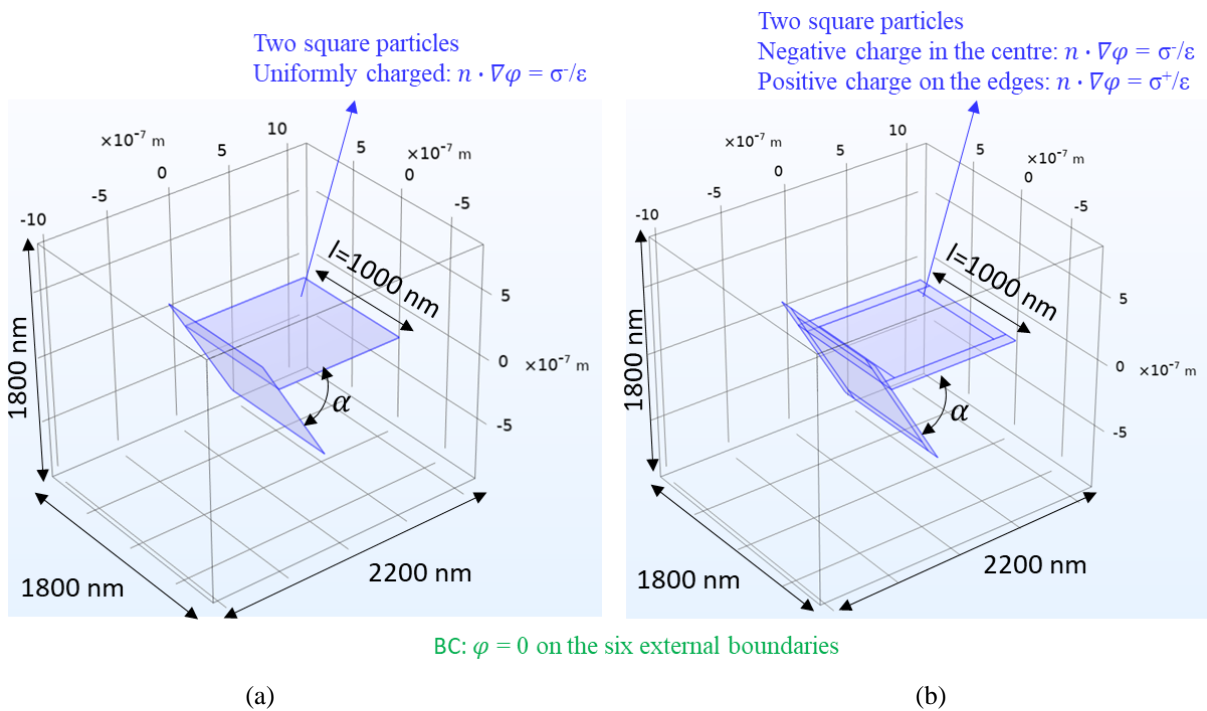 Two square particles
Uniformly charged: n · ∇φ = σ⁻/ε
Two square particles
Negative charge in the centre: n · ∇φ = σ⁻/ε
Positive charge on the edges: n · ∇φ = σ⁺/ε
×10⁻⁷ m
10
5
0
-5
-10
5
×10⁻⁷ m
0
-5
l=1000 nm
5
0
×10⁻⁷ m
-5
α
1800 nm
1800 nm
2200 nm
×10⁻⁷ m
10
5
0
-5
-10
5
×10⁻⁷ m
0
-5
l=1000 nm
5
0
×10⁻⁷ m
-5
α
1800 nm
1800 nm
2200 nm
BC: φ = 0 on the six external boundaries
(a)
(b)